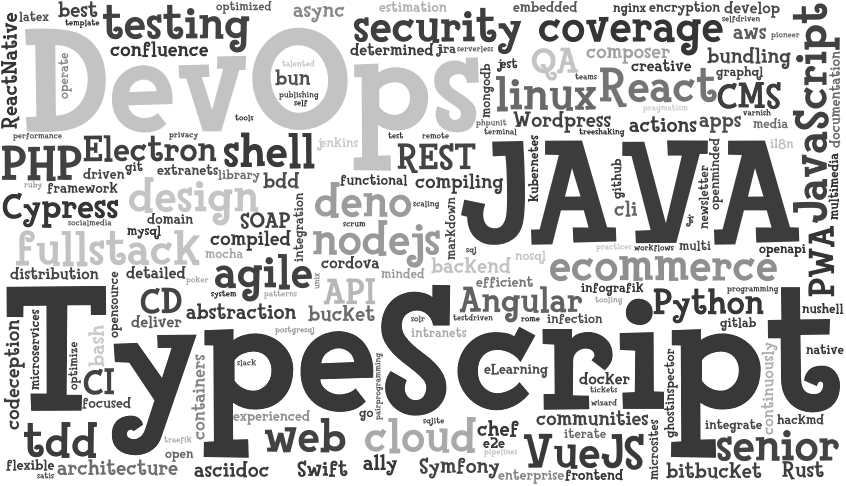 latex
best
template
testing
optimized
async
estimation
embedded
nginx
encryption
develop
selfdriven
aws
pioneer
confluence
security
coverage
determined
jra
serverless
ReactNative
DevOps
operate
talented
bun
publishing
self
tools
mongodb
jest
QA
teams
composer
creative
bundling
graphql
React
linux
CMS
varnish
pragmatism
JavaScript
documentation
performance
privacy
jenkins
test
remote
phpunit
terminal
Wordpress
treeshaking
actions
apps
media
i18n
PHP
Electron
shell
REST
JAVA
kubernetes
github
cli
jr
newsletter
openminded
multimedia
driven
git
extranets
library
bdd
functional
compiling
ruby
framework
Cypress
socialmedia
design
domain
mysql
SOAP
compiled
integration
deno
scaling
scrum
markdown
nodejs
sql
practices
workflows
multi
openapi
PWA
fullstack
mocha
cordova
minded
backend
nosql
ecommerce
distribution
detailed
poker
agile
unix
efficient
infografik
programming
system
patterns
API
Angular
tooling
Python
nushell
opensource
CD
deliver
abstraction
bucket
postgresql
solr
intranets
testdriven
rome
infection
gitlab
TypeScript
codeception
microservices
optimize
bash
CI
focused
containers
slack
pairprogramming
eLearning
docker
tickets
wizard
ghostinspector
continuously
native
experienced
go
sqlite
communities
integrate
hackmd
tdd
traefik
open
web
cloud
chef
e2e
pipelines
iterate
VueJS
microsites
senior
flexible
satis
architecture
asciidoc
Swift
ally
Symfony
enterprise
frontend
bitbucket
Rust